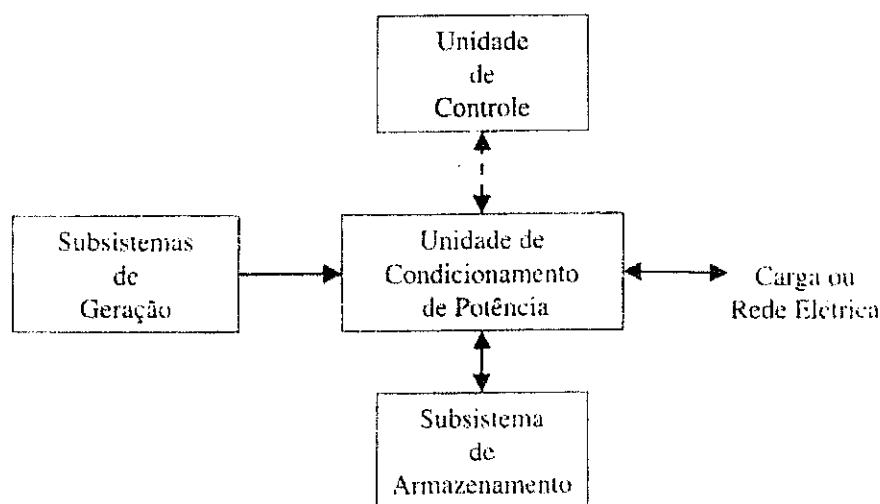 Unidade
de
Controle
Subsistemas
de
Geração
Unidade de
Condicionamento
de Potência
Carga ou
Rede Elétrica
Subsistema
de
Armazenamento